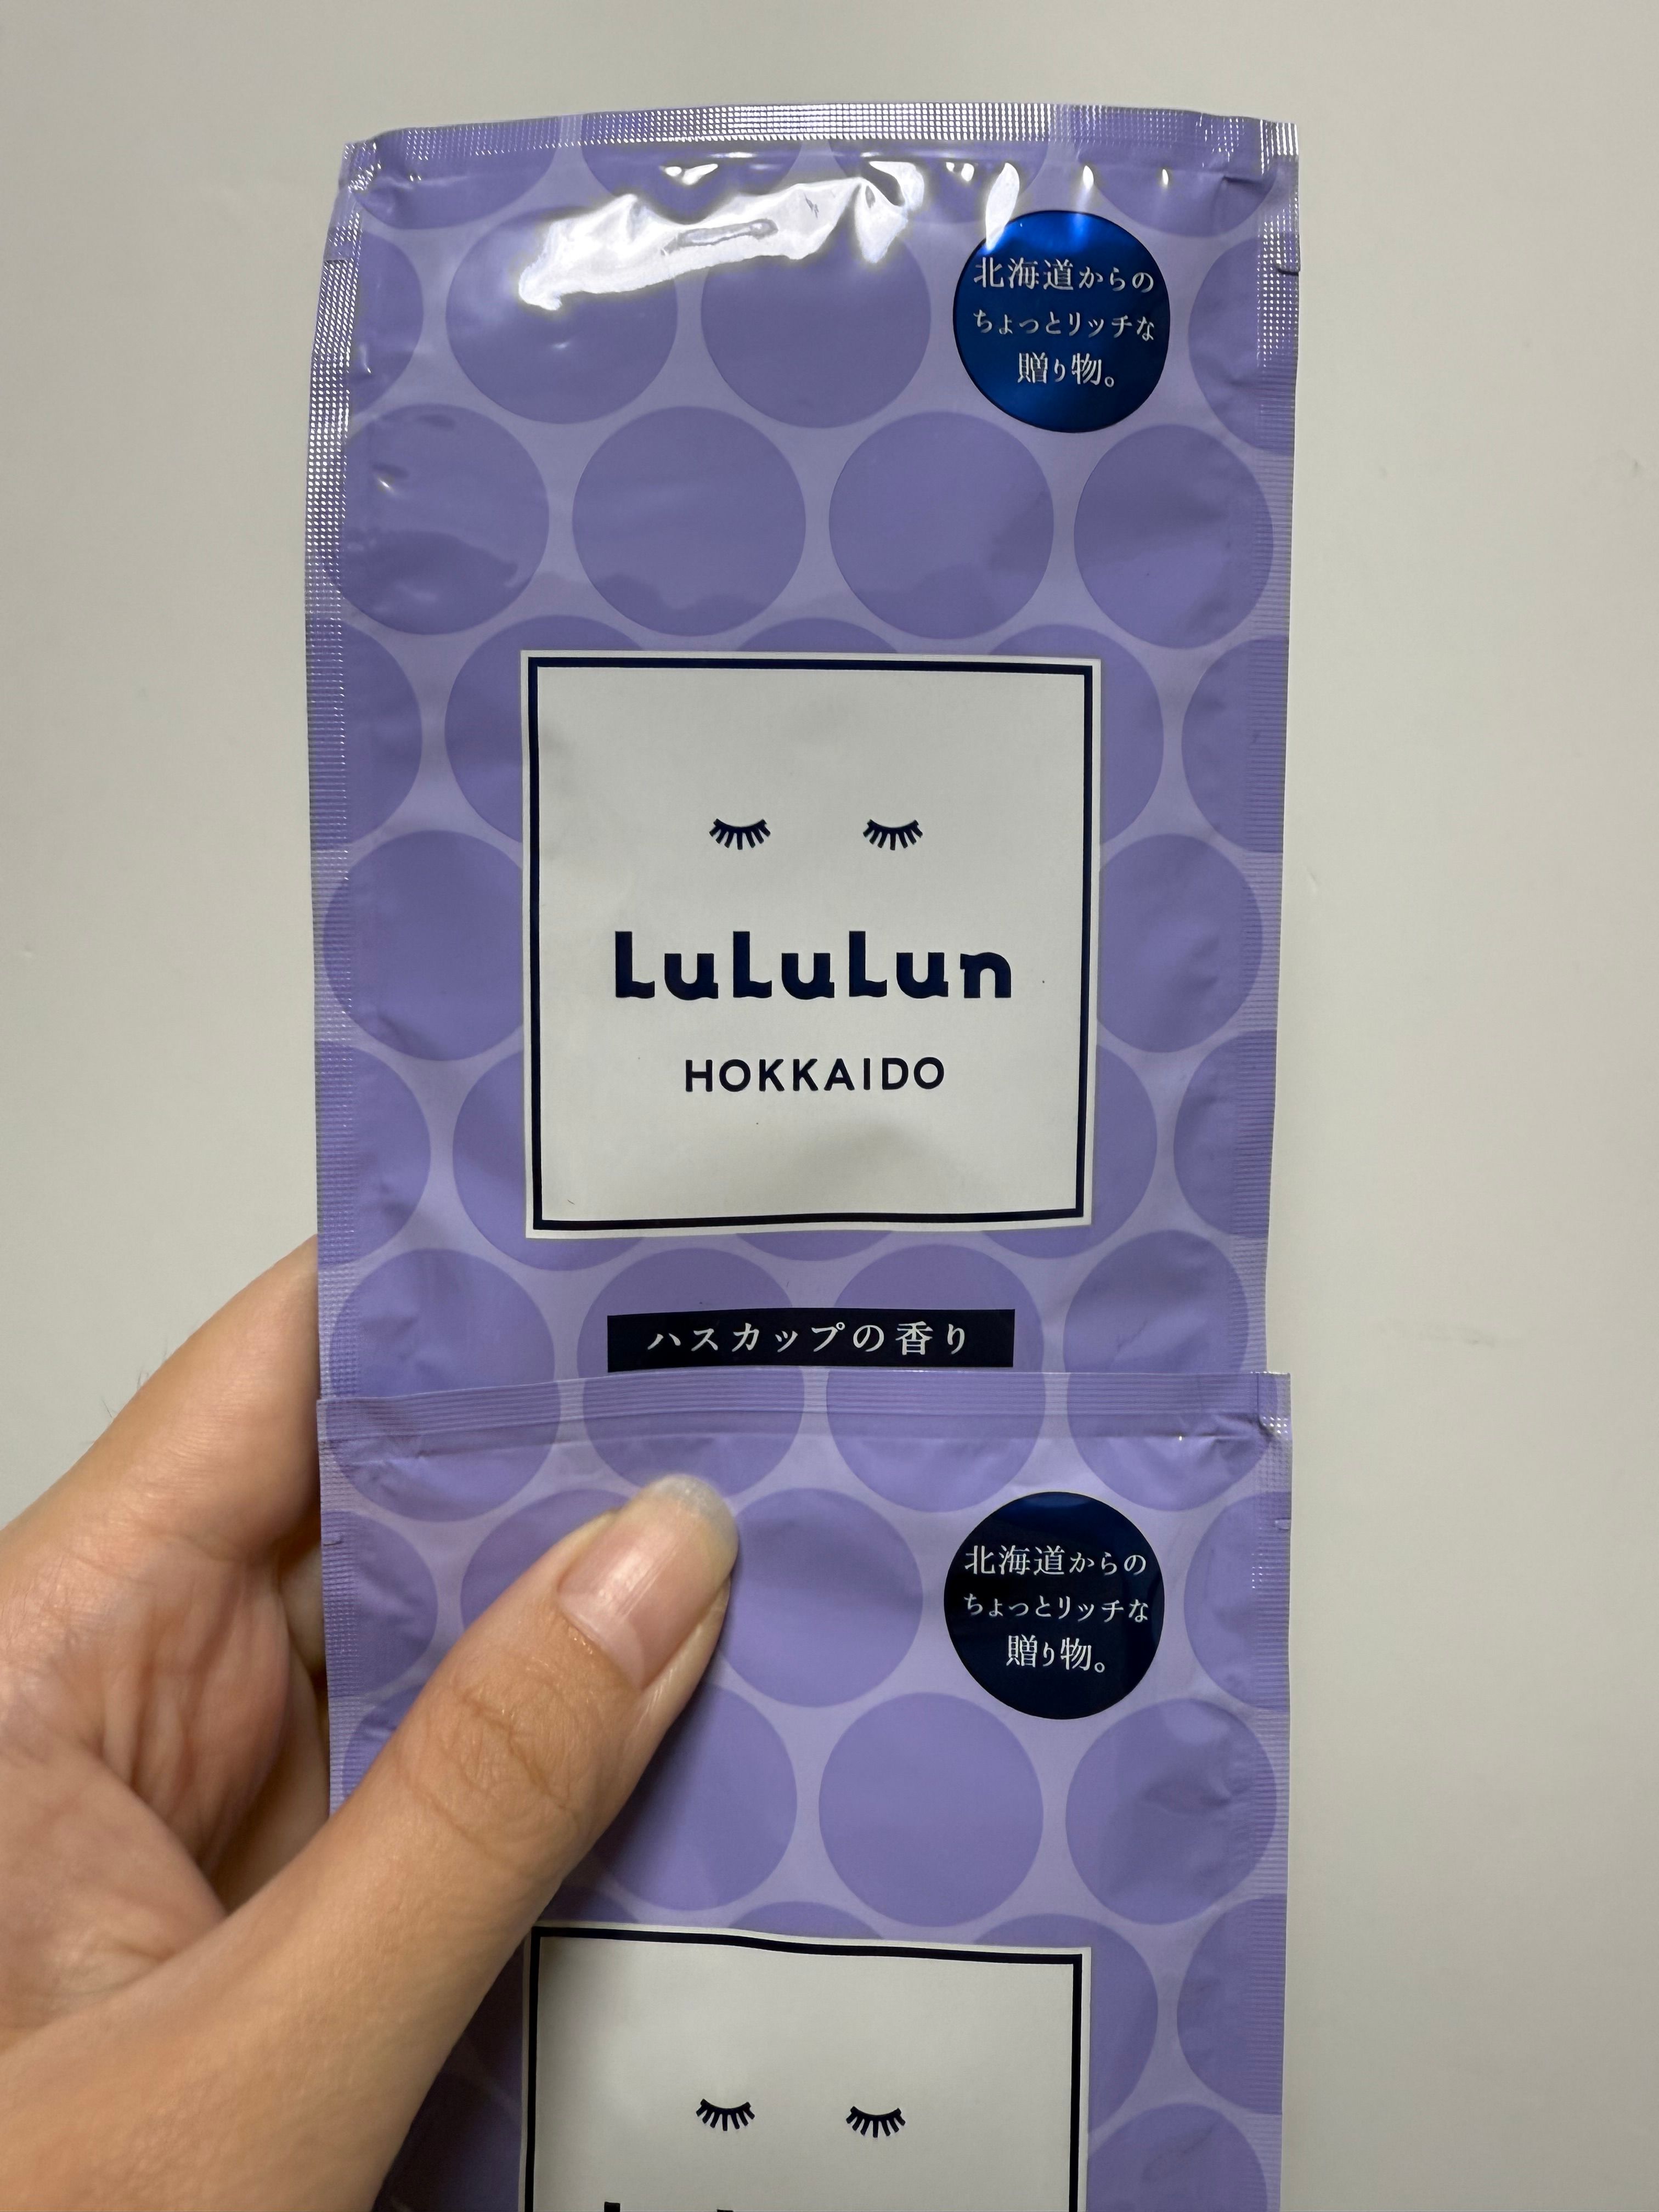 北海道からの
ちょっとリッチな
贈り物。
LuLuLun
HOKKAIDO
ハスカップの香り
北海道からの
ちょっとリッチな
贈り物。